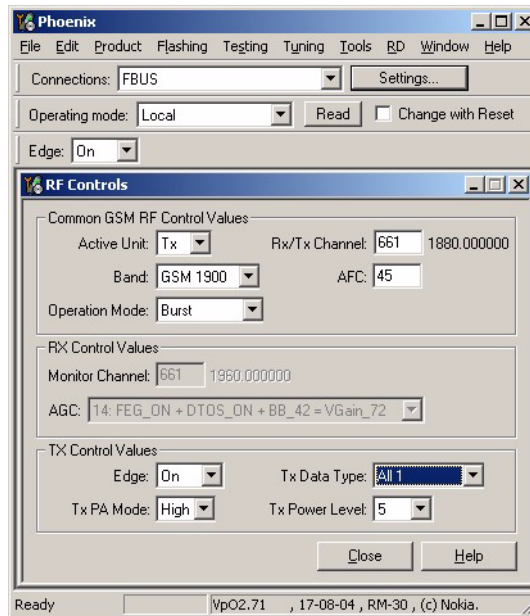 Phoenix
File Edit Product Flashing Testing Tuning Tools RD Window Help
Connections: FBUS Settings...
Operating mode: Local Read Change with Reset
Edge: On
RF Controls
Common GSM RF Control Values
Active Unit: Tx Rx/Tx Channel: 661 1880.000000
Band: GSM 1900 AFC: 45
Operation Mode: Burst
RX Control Values
Monitor Channel: 661 1960.000000
AGC: 14: FEG_ON + DTOS_ON + BB_42 = VGain_72
TX Control Values
Edge: On Tx Data Type: All 1
Tx PA Mode: High Tx Power Level: 5
Close Help
Ready VpO2.71 , 17-08-04 , RM-30 , (c) Nokia.